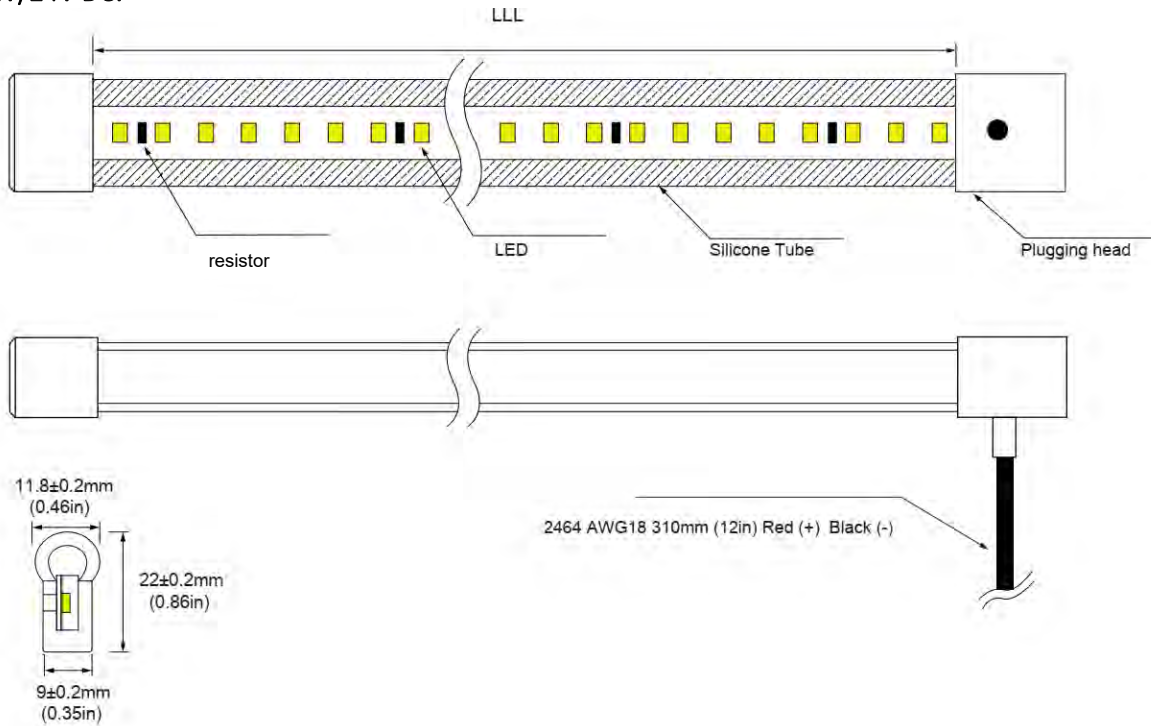 LLL
resistor
LED
Silicone Tube
Plugging head
2464 AWG18 310mm (12in) Red (+) Black (-)
11.8±0.2mm
(0.46in)
22±0.2mm
(0.86in)
9±0.2mm
(0.35in)